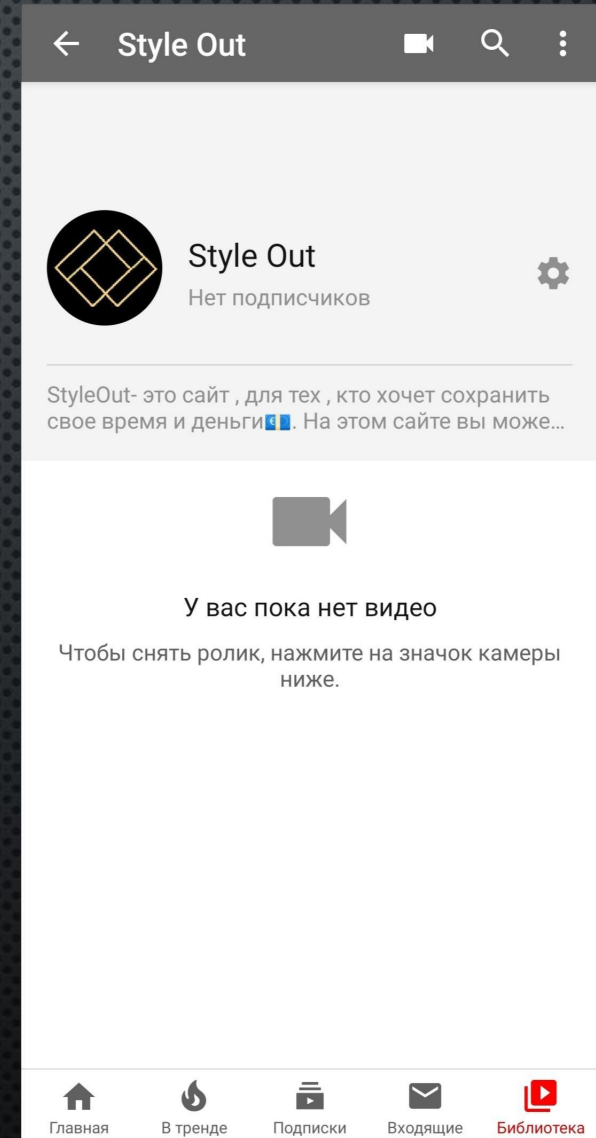 Style Out
Style Out
Нет подписчиков
StyleOut- это сайт , для тех , кто хочет сохранить
свое время и деньги💶. На этом сайте вы може...
У вас пока нет видео
Чтобы снять ролик, нажмите на значок камеры
ниже.
Главная В тренде Подписки Входящие Библиотека